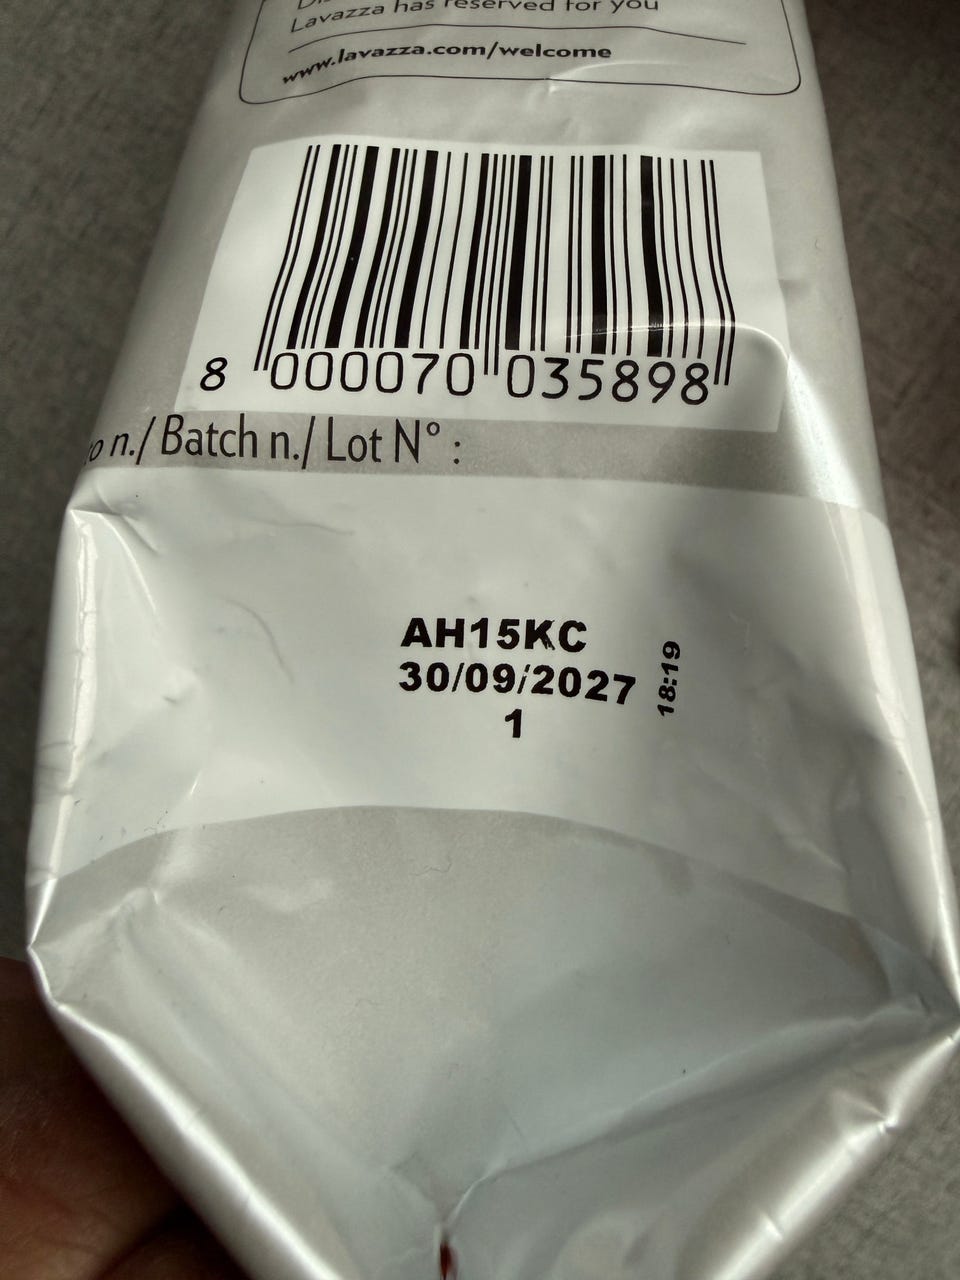 Lavazza has reserved for you
www.lavazza.com/welcome
8 000070 035898
n./ Batch n./ Lot N° :
AH15KC
30/09/2027
18:19
1